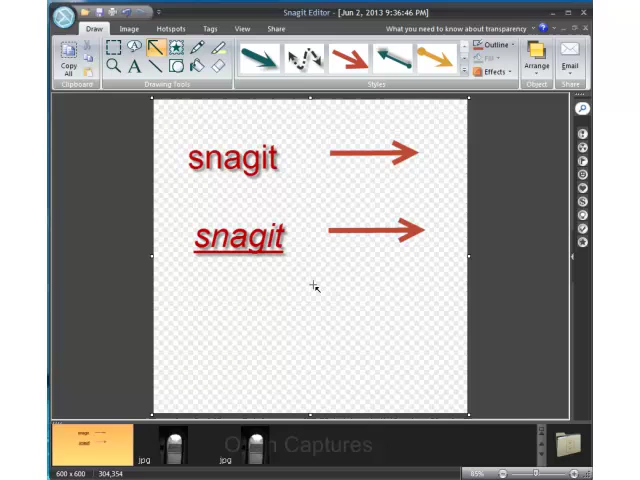 Snagit Editor - [Jun 2, 2013 9:36:46 PM]
Draw Image Hotspots Tags View Share What you need to know about transparency
Copy All
Clipboard
Drawing Tools
Styles
Outline
Fill
Effects
Arrange
Object
Email
Share
snagit
snagit
Open Captures
jpg
jpg
600 x 600 304,354 85%